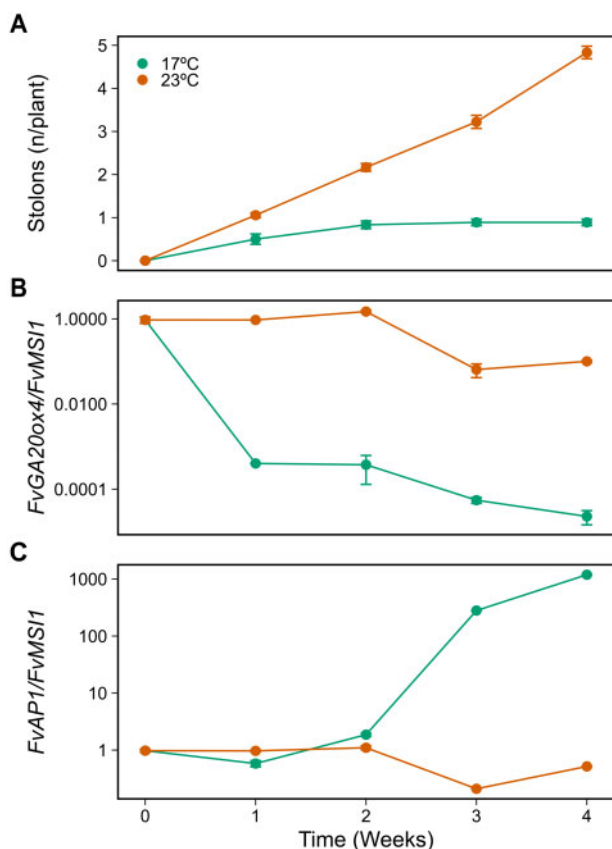 A
Stolons (n/plant)
5
4
3
2
1
0
17ºC
23ºC
B
FvGA20ox4/FvMSI1
1.0000
0.0100
0.0001
C
FvAP1/FvMSI1
1000
100
10
1
0 1 2 3 4
Time (Weeks)